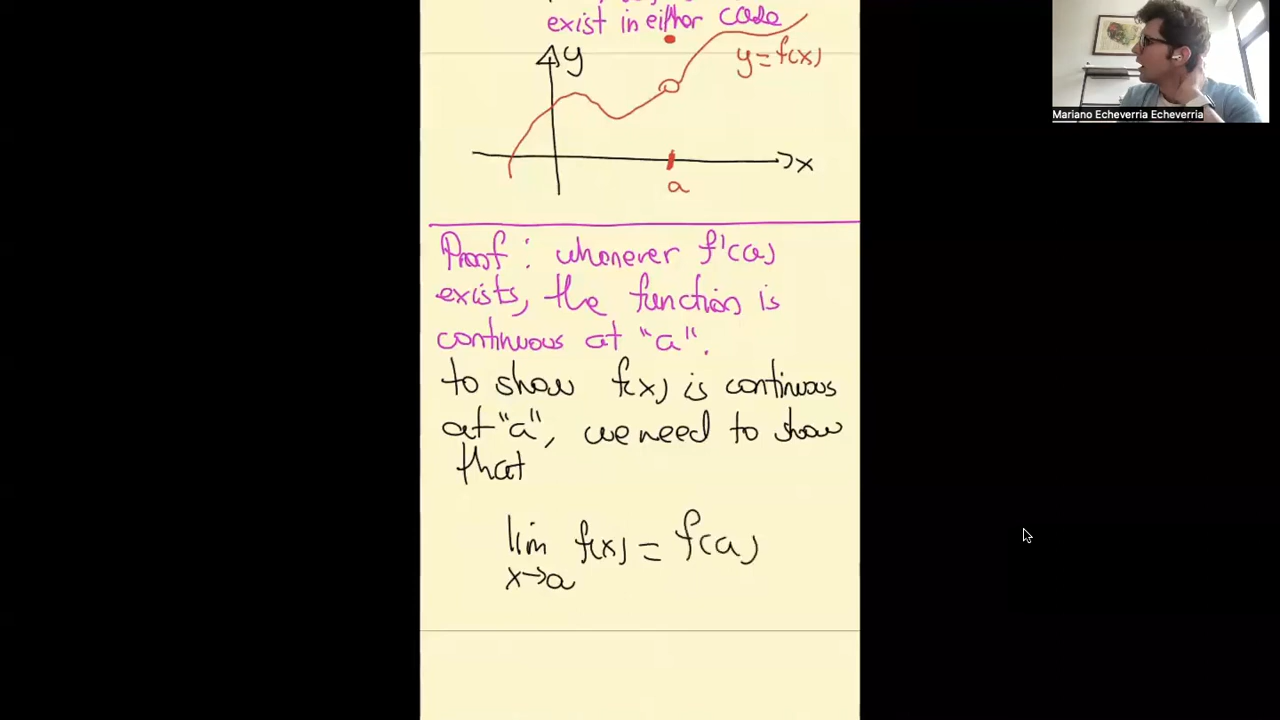 exist in either case
y
y=f(x)
x
a
Mariano Echeverria Echeverria
Proof: whenever f'(a)
exists, the function is
continuous at "a".
to show f(x) is continuous
at "a", we need to show
that
lim f(x) = f(a)
x→a